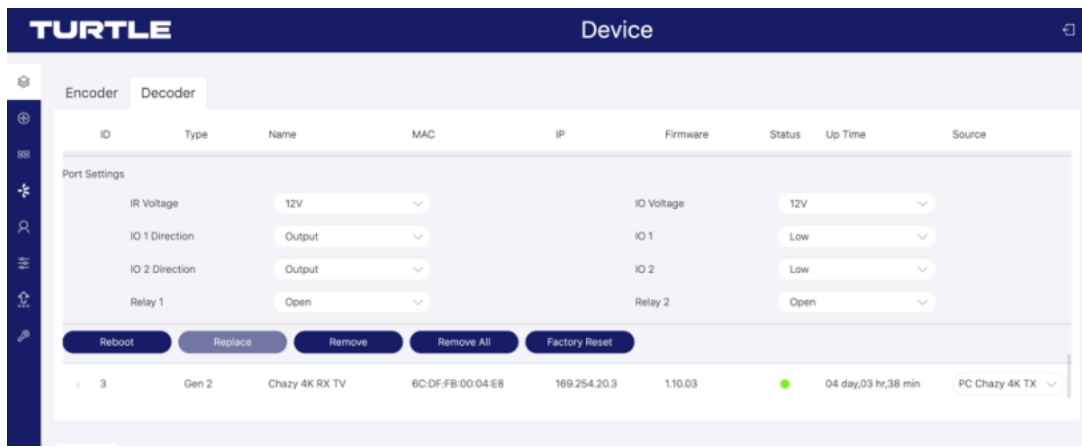 TURTLE Device
Encoder Decoder
ID Type Name MAC IP Firmware Status Up Time Source
Port Settings
IR Voltage 12V IO Voltage 12V
IO 1 Direction Output IO 1 Low
IO 2 Direction Output IO 2 Low
Relay 1 Open Relay 2 Open
Reboot Replace Remove Remove All Factory Reset
3 Gen 2 Chazy 4K RX TV 6C:DF:FB:00:04:E8 169.254.20.3 1.10.03 04 day,03 hr,38 min PC Chazy 4K TX